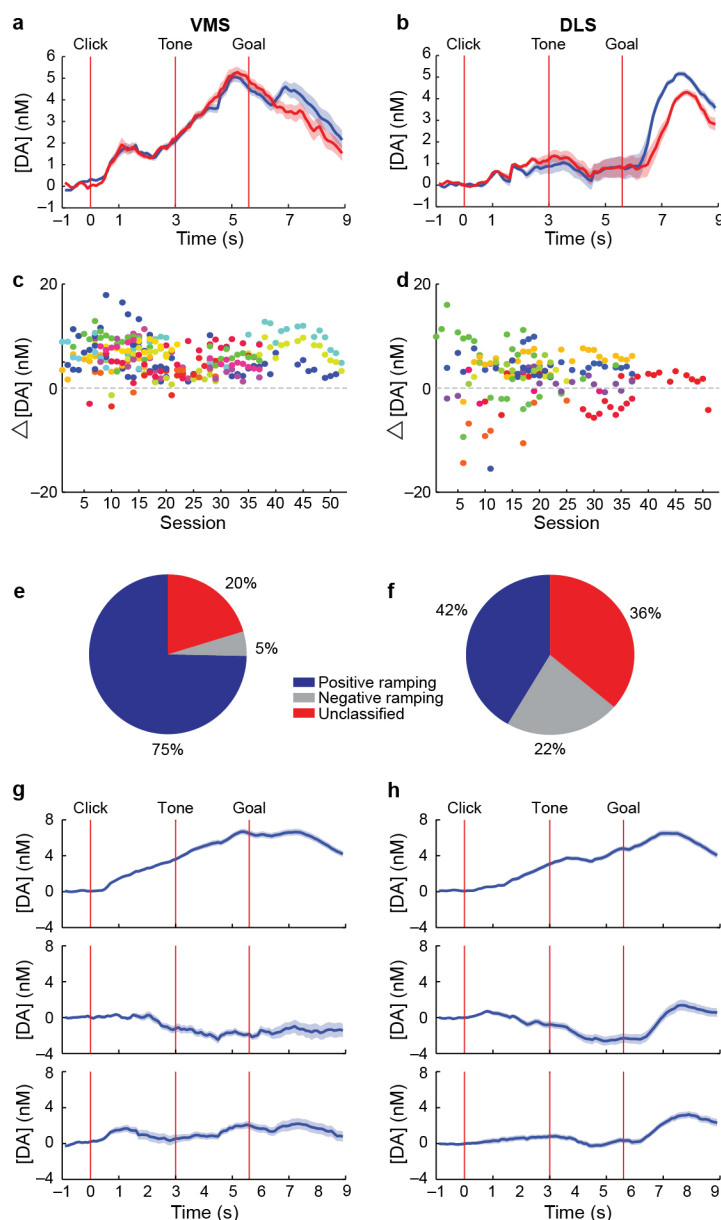 VMS
DLS
a
Click
Tone
Goal
b
Click
Tone
Goal
[DA] (nM)
6
5
4
3
2
1
0
–1
–1
0
1
3
5
7
9
Time (s)
[DA] (nM)
6
5
4
3
2
1
0
–1
–1
0
1
3
5
7
9
Time (s)
c
△ [DA] (nM)
20
0
–20
5 10 15 20 25 30 35 40 45 50
Session
d
△ [DA] (nM)
20
0
–20
5 10 15 20 25 30 35 40 45 50
Session
e
20%
5%
75%
f
42%
36%
22%
Positive ramping
Negative ramping
Unclassified
g
Click
Tone
Goal
h
Click
Tone
Goal
[DA] (nM)
8
4
0
–4
[DA] (nM)
8
4
0
–4
[DA] (nM)
8
4
0
–4
[DA] (nM)
8
4
0
–4
[DA] (nM)
8
4
0
–4
[DA] (nM)
8
4
0
–4
–1 0 1 2 3 4 5 6 7 8 9
Time (s)
–1 0 1 2 3 4 5 6 7 8 9
Time (s)